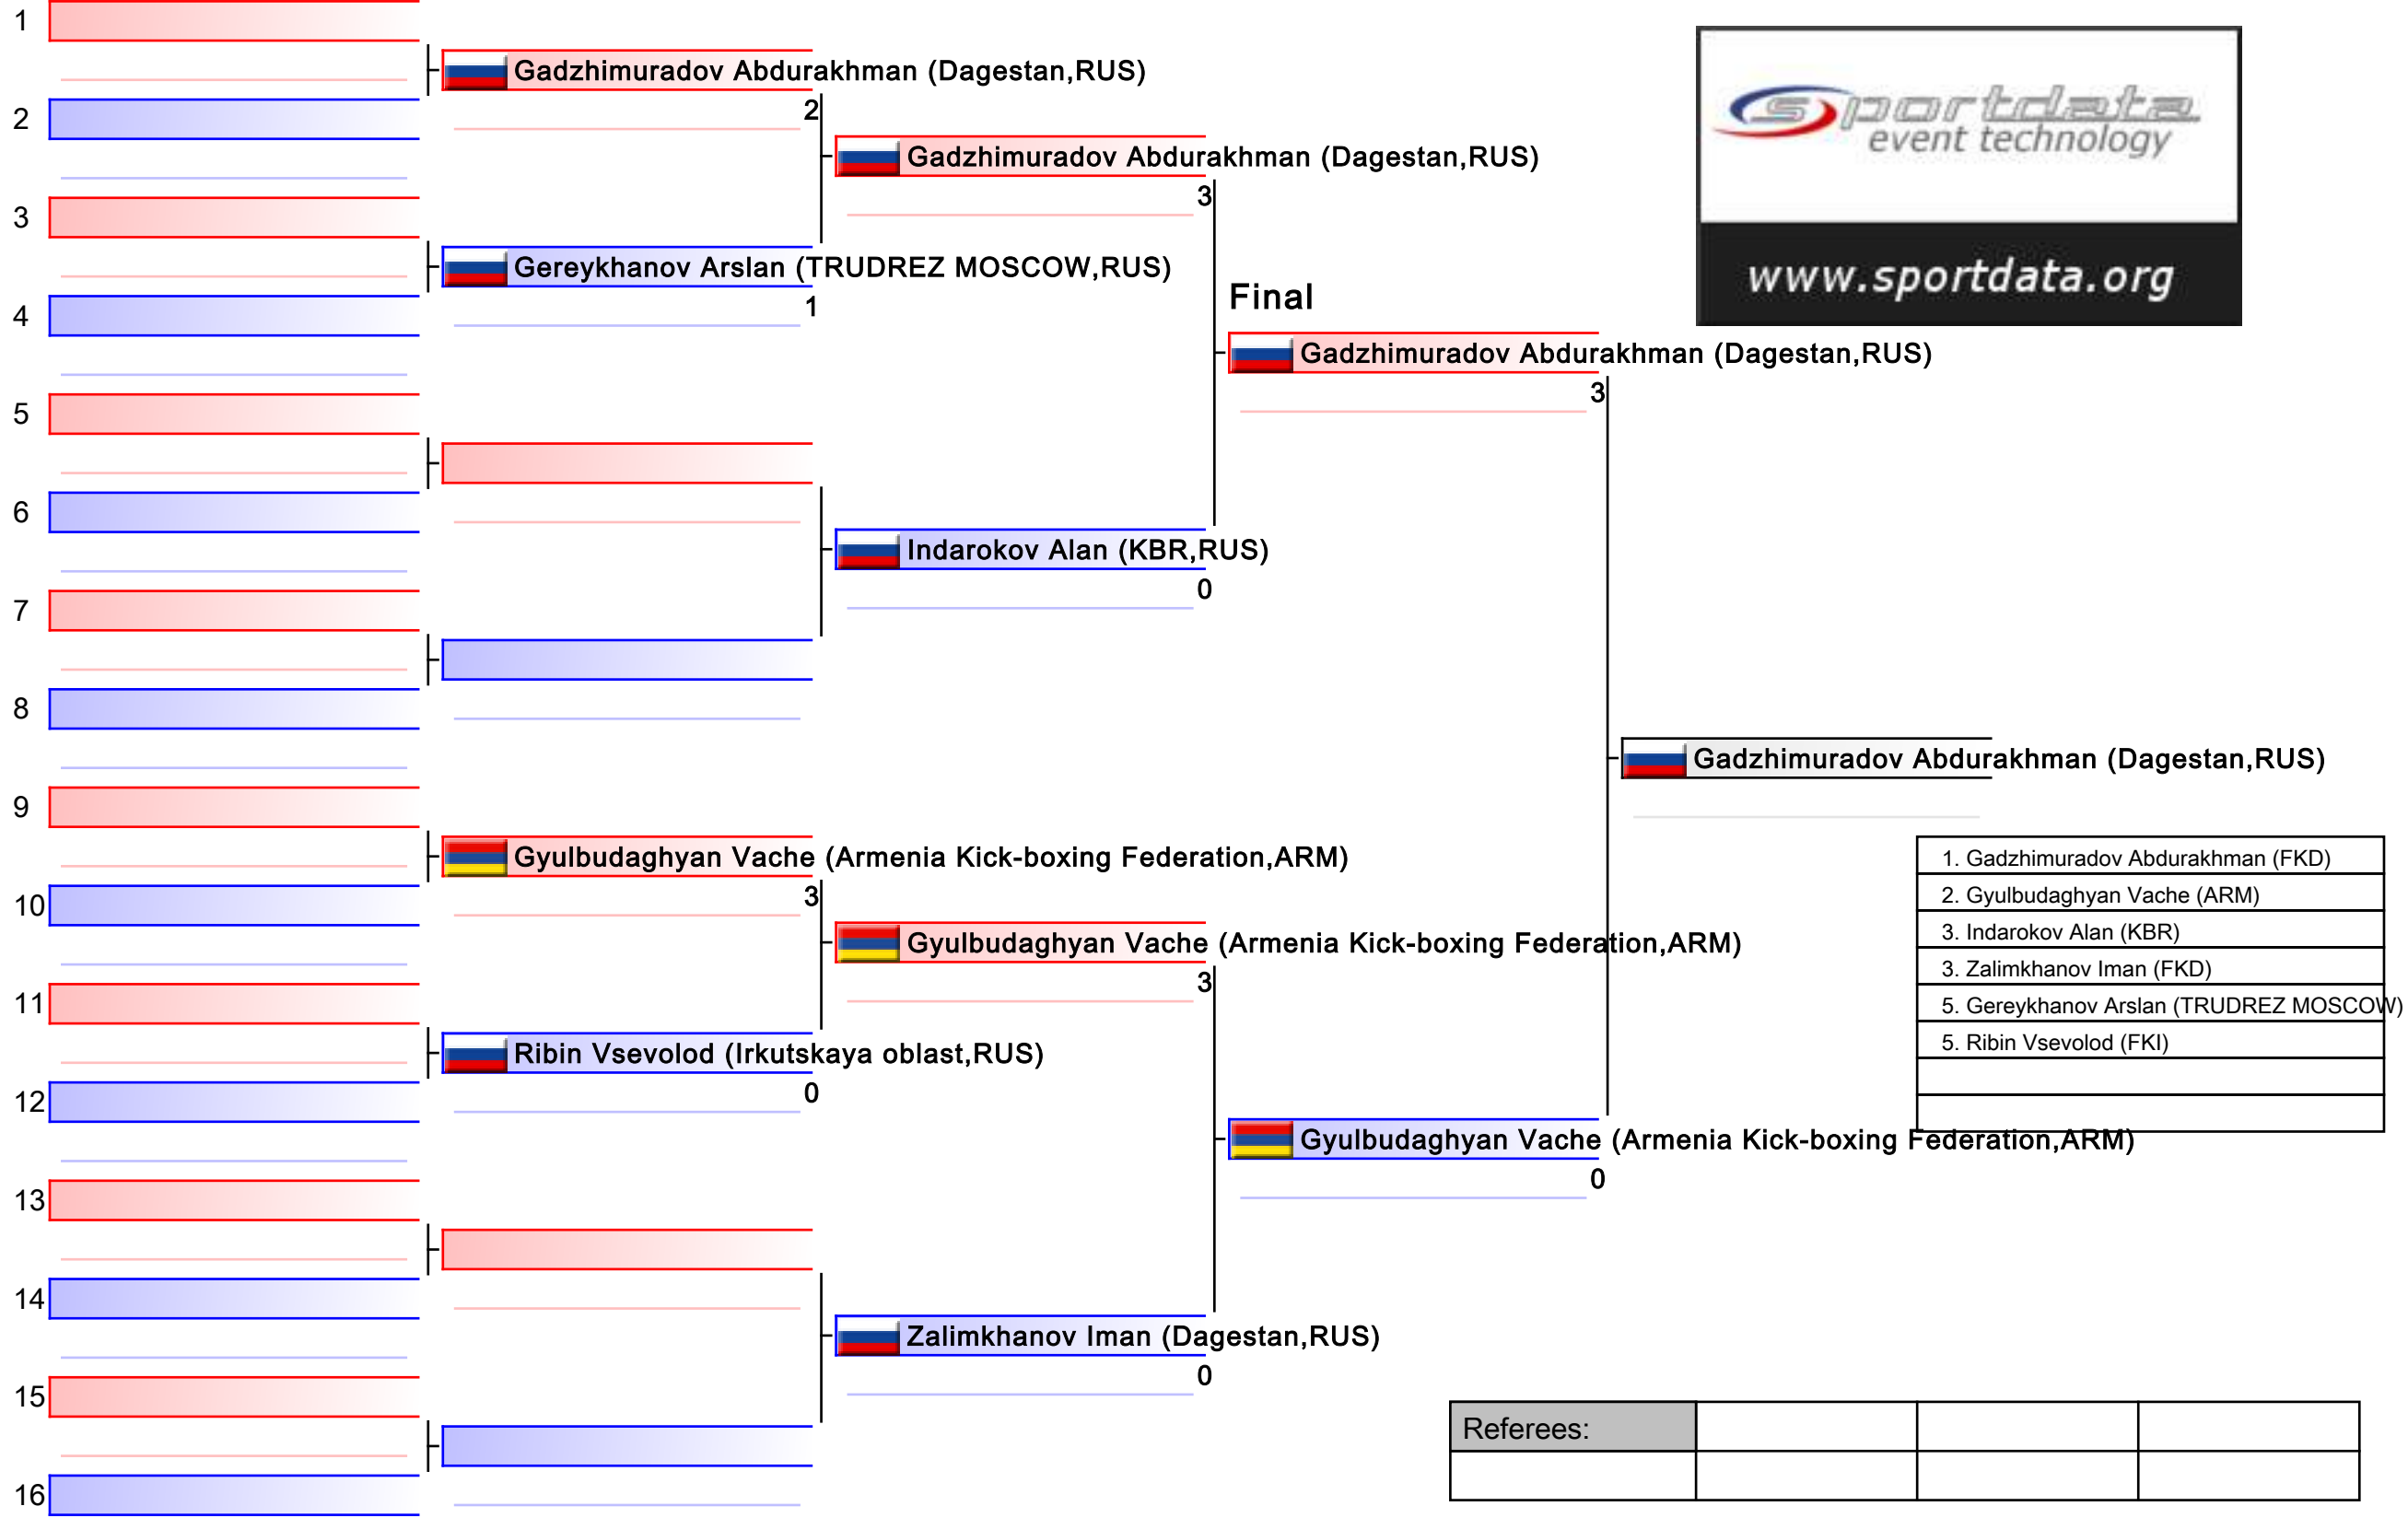 1
Gadzhimuradov Abdurakhman (Dagestan,RUS)
2
2
Gadzhimuradov Abdurakhman (Dagestan,RUS)
3
3
Gereykhanov Arslan (TRUDREZ MOSCOW,RUS)
1
4
sportdata
event technology
www.sportdata.org
Final
Gadzhimuradov Abdurakhman (Dagestan,RUS)
3
5
6
Indarokov Alan (KBR,RUS)
0
7
8
Gadzhimuradov Abdurakhman (Dagestan,RUS)
9
Gyulbudaghyan Vache (Armenia Kick-boxing Federation,ARM)
3
10
Gyulbudaghyan Vache (Armenia Kick-boxing Federation,ARM)
3
11
Ribin Vsevolod (Irkutskaya oblast,RUS)
0
12
1. Gadzhimuradov Abdurakhman (FKD)
2. Gyulbudaghyan Vache (ARM)
3. Indarokov Alan (KBR)
3. Zalimkhanov Iman (FKD)
5. Gereykhanov Arslan (TRUDREZ MOSCOW)
5. Ribin Vsevolod (FKI)
Gyulbudaghyan Vache (Armenia Kick-boxing Federation,ARM)
0
13
14
Zalimkhanov Iman (Dagestan,RUS)
0
15
16
Referees: